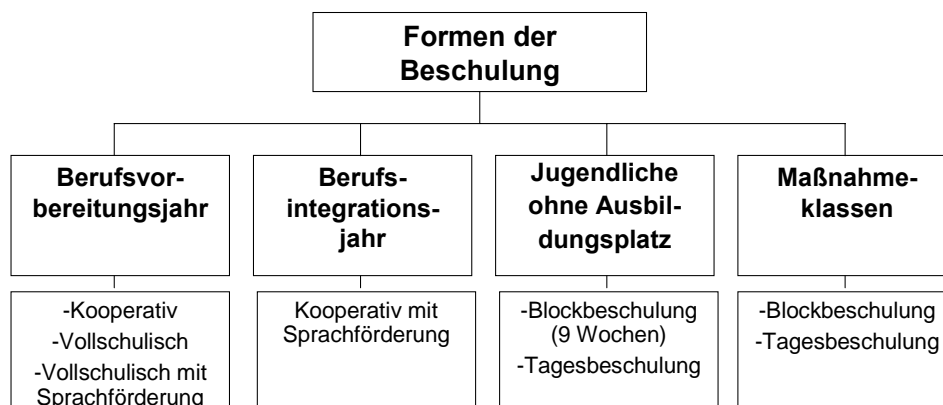 Formen der
Beschulung
Berufsvor-
bereitungsjahr
Berufs-
integrations-
jahr
Jugendliche
ohne Ausbil-
dungsplatz
Maßnahme-
klassen
-Kooperativ
-Vollschulisch
-Vollschulisch mit
Sprachförderung
Kooperativ mit
Sprachförderung
-Blockbeschulung
(9 Wochen)
-Tagesbeschulung
-Blockbeschulung
-Tagesbeschulung